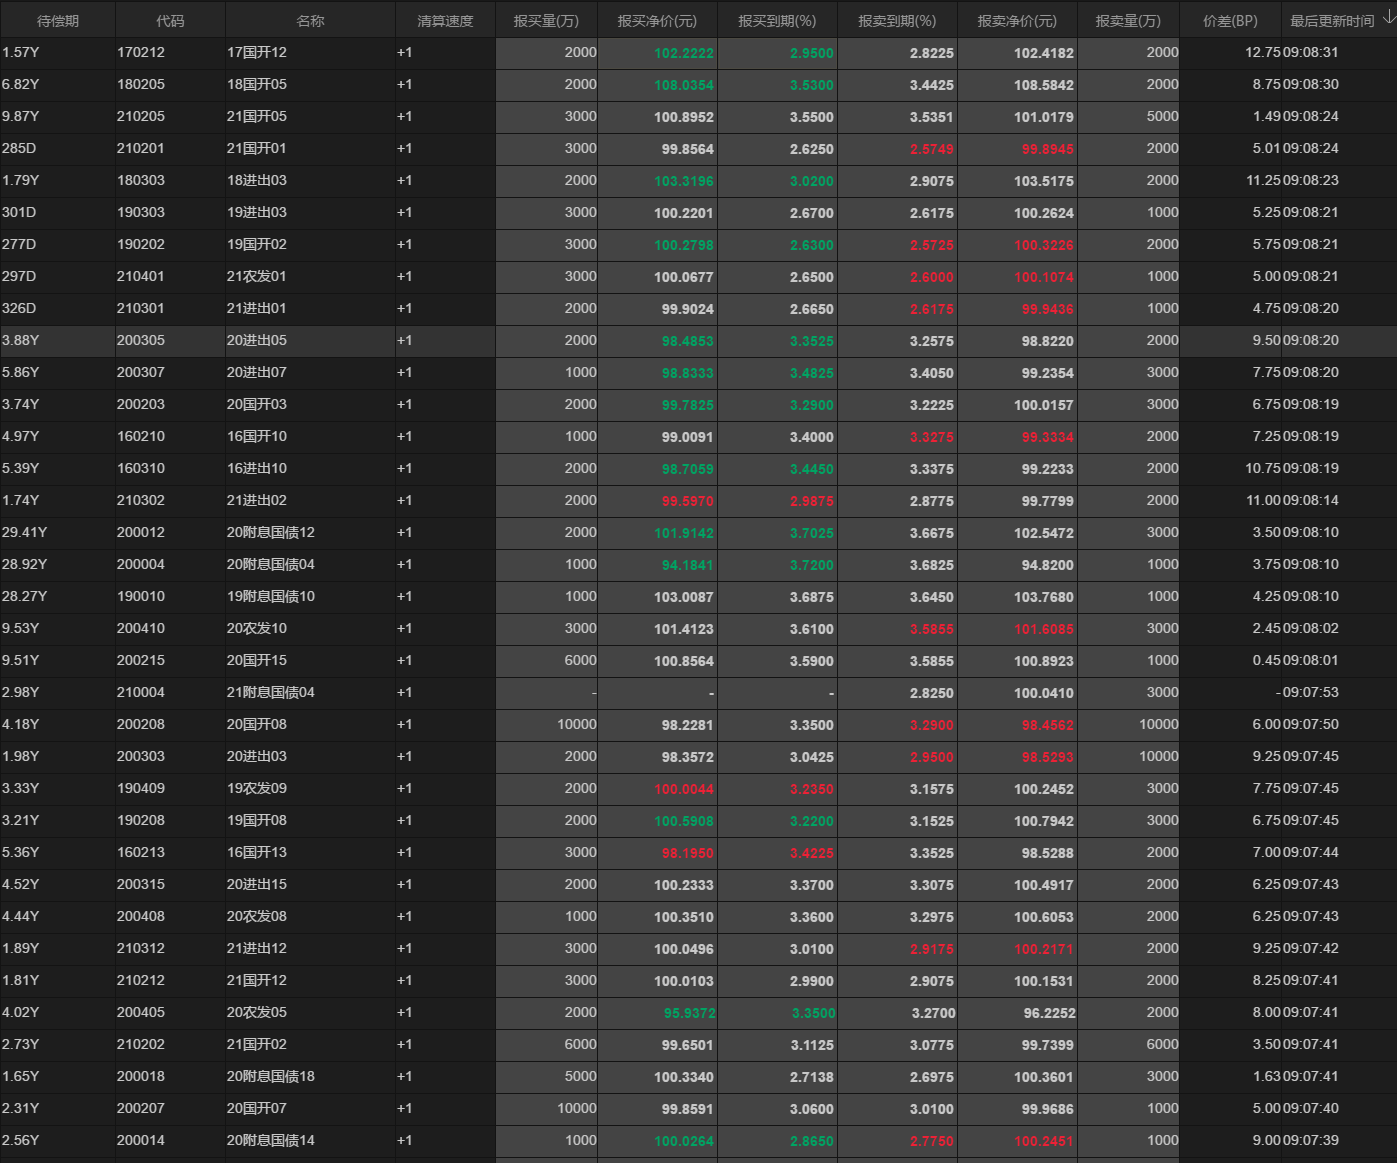 待偿期 代码 名称 清算速度 报买量(万) 报买净价(元) 报买到期(%) 报卖到期(%) 报卖净价(元) 报卖量(万) 价差(BP) 最后更新时间
1.57Y 170212 17国开12 +1 2000 102.2222 2.9500 2.8225 102.4182 2000 12.75 09:08:31
6.82Y 180205 18国开05 +1 2000 108.0354 3.5300 3.4425 108.5842 2000 8.75 09:08:30
9.87Y 210205 21国开05 +1 3000 100.8952 3.5500 3.5351 101.0179 5000 1.49 09:08:24
285D 210201 21国开01 +1 3000 99.8564 2.6250 2.5749 99.8945 2000 5.01 09:08:24
1.79Y 180303 18进出03 +1 2000 103.3196 3.0200 2.9075 103.5175 2000 11.25 09:08:23
301D 190303 19进出03 +1 3000 100.2201 2.6700 2.6175 100.2624 1000 5.25 09:08:21
277D 190202 19国开02 +1 3000 100.2798 2.6300 2.5725 100.3226 2000 5.75 09:08:21
297D 210401 21农发01 +1 3000 100.0677 2.6500 2.6000 100.1074 1000 5.00 09:08:21
326D 210301 21进出01 +1 2000 99.9024 2.6650 2.6175 99.9436 1000 4.75 09:08:20
3.88Y 200305 20进出05 +1 2000 98.4853 3.3525 3.2575 98.8220 2000 9.50 09:08:20
5.86Y 200307 20进出07 +1 1000 98.8333 3.4825 3.4050 99.2354 3000 7.75 09:08:20
3.74Y 200203 20国开03 +1 2000 99.7825 3.2900 3.2225 100.0157 3000 6.75 09:08:19
4.97Y 160210 16国开10 +1 1000 99.0091 3.4000 3.3275 99.3334 2000 7.25 09:08:19
5.39Y 160310 16进出10 +1 2000 98.7059 3.4450 3.3375 99.2233 2000 10.75 09:08:19
1.74Y 210302 21进出02 +1 2000 99.5970 2.9875 2.8775 99.7799 2000 11.00 09:08:14
29.41Y 200012 20附息国债12 +1 2000 101.9142 3.7025 3.6675 102.5472 3000 3.50 09:08:10
28.92Y 200004 20附息国债04 +1 1000 94.1841 3.7200 3.6825 94.8200 1000 3.75 09:08:10
28.27Y 190010 19附息国债10 +1 1000 103.0087 3.6875 3.6450 103.7680 1000 4.25 09:08:10
9.53Y 200410 20农发10 +1 3000 101.4123 3.6100 3.5855 101.6085 3000 2.45 09:08:02
9.51Y 200215 20国开15 +1 6000 100.8564 3.5900 3.5855 100.8923 1000 0.45 09:08:01
2.98Y 210004 21附息国债04 +1 - - - 2.8250 100.0410 3000 - 09:07:53
4.18Y 200208 20国开08 +1 10000 98.2281 3.3500 3.2900 98.4562 10000 6.00 09:07:50
1.98Y 200303 20进出03 +1 2000 98.3572 3.0425 2.9500 98.5293 10000 9.25 09:07:45
3.33Y 190409 19农发09 +1 2000 100.0044 3.2350 3.1575 100.2452 3000 7.75 09:07:45
3.21Y 190208 19国开08 +1 2000 100.5908 3.2200 3.1525 100.7942 3000 6.75 09:07:45
5.36Y 160213 16国开13 +1 3000 98.1950 3.4225 3.3525 98.5288 2000 7.00 09:07:44
4.52Y 200315 20进出15 +1 2000 100.2333 3.3700 3.3075 100.4917 2000 6.25 09:07:43
4.44Y 200408 20农发08 +1 1000 100.3510 3.3600 3.2975 100.6053 2000 6.25 09:07:43
1.89Y 210312 21进出12 +1 3000 100.0496 3.0100 2.9175 100.2171 2000 9.25 09:07:42
1.81Y 210212 21国开12 +1 3000 100.0103 2.9900 2.9075 100.1531 2000 8.25 09:07:41
4.02Y 200405 20农发05 +1 2000 95.9372 3.3500 3.2700 96.2252 2000 8.00 09:07:41
2.73Y 210202 21国开02 +1 6000 99.6501 3.1125 3.0775 99.7399 6000 3.50 09:07:41
1.65Y 200018 20附息国债18 +1 5000 100.3340 2.7138 2.6975 100.3601 3000 1.63 09:07:41
2.31Y 200207 20国开07 +1 10000 99.8591 3.0600 3.0100 99.9686 1000 5.00 09:07:40
2.56Y 200014 20附息国债14 +1 1000 100.0264 2.8650 2.7750 100.2451 1000 9.00 09:07:39